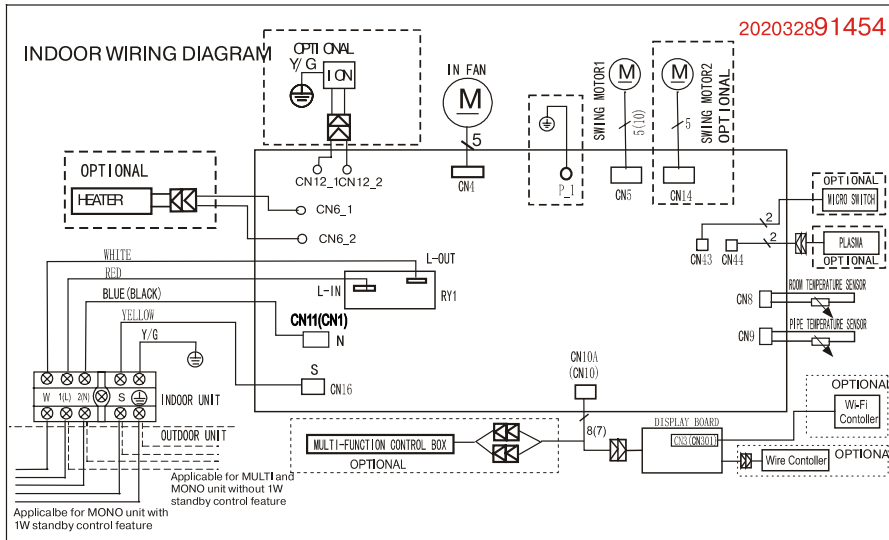 202032891454
INDOOR WIRING DIAGRAM
OPTIONAL
Y/G
ION
CN12_1
CN12_2
IN FAN
M
5
CN4
P_1
SWING MOTOR1
M
5(10)
CN5
M
5
SWING MOTOR2
OPTIONAL
CN14
OPTIONAL
HEATER
CN6_1
CN6_2
OPTIONAL
MICRO SWITCH
2
CN43
2
CN44
PLASMA
OPTIONAL
WHITE
L-OUT
RED
L-IN
RY1
BLUE(BLACK)
CN11(CN1)
N
YELLOW
Y/G
S
CN16
CN8
ROOM TEMPERATURE SENSOR
CN9
PIPE TEMPERATURE SENSOR
W
1(L)
2(N)
S
INDOOR UNIT
OUTDOOR UNIT
CN10A
(CN10)
8(7)
MULTI-FUNCTION CONTROL BOX
OPTIONAL
DISPLAY BOARD
CN3(CN301)
OPTIONAL
Wi-Fi
Contoller
OPTIONA
Wire Contoller
Applicable for MULTI and
MONO unit without 1W
standby control feature
Applicalbe for MONO unit with
1W standby control feature